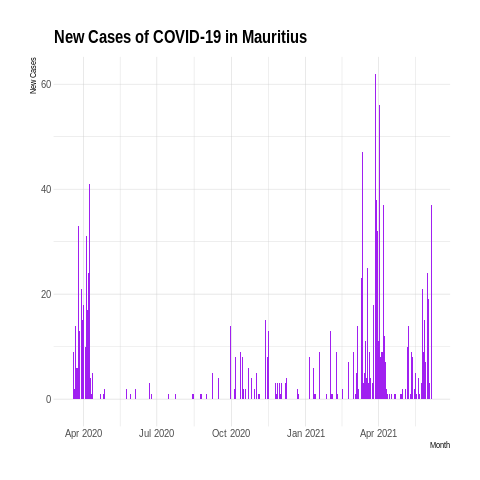 New Cases of COVID-19 in Mauritius
New Cases
60
40
20
0
Apr 2020 Jul 2020 Oct 2020 Jan 2021 Apr 2021
Month